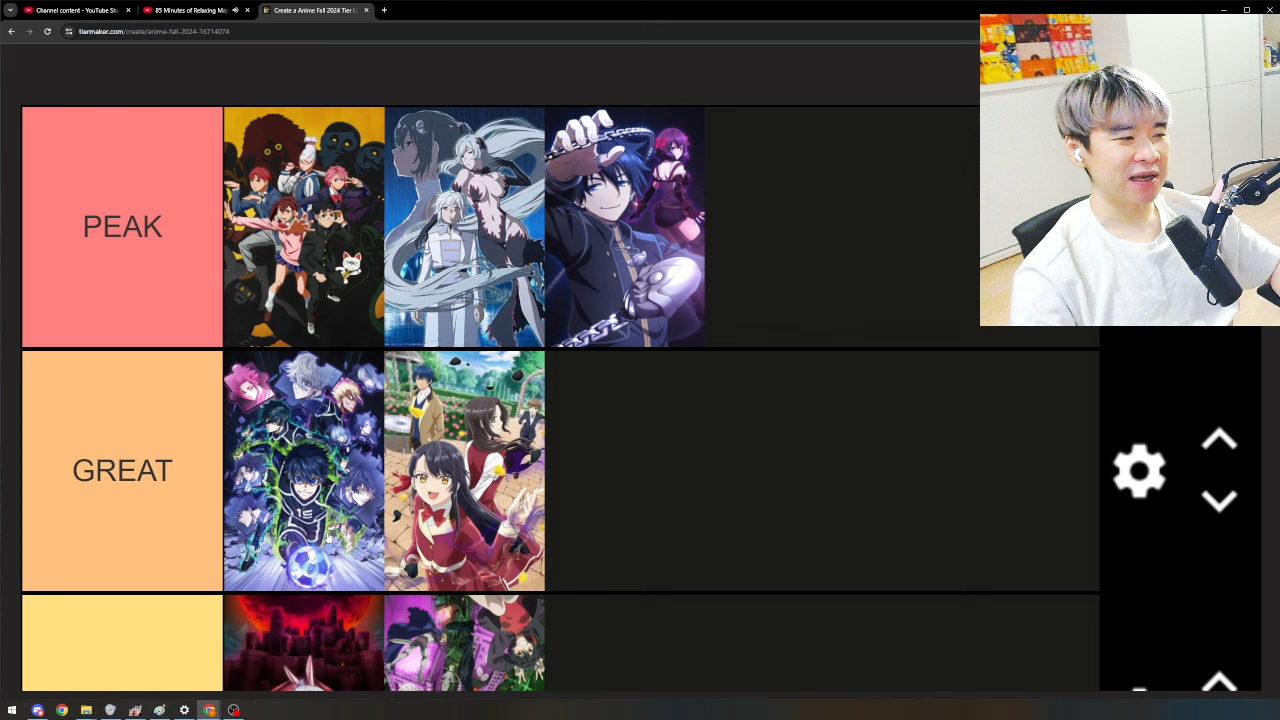 Channel content - YouTube Stu
85 Minutes of Relaxing Ma
Create a Anime Fall 2024 Tier L
tiermaker.com/create/anime-fall-2024-16714074
PEAK
GREAT
15